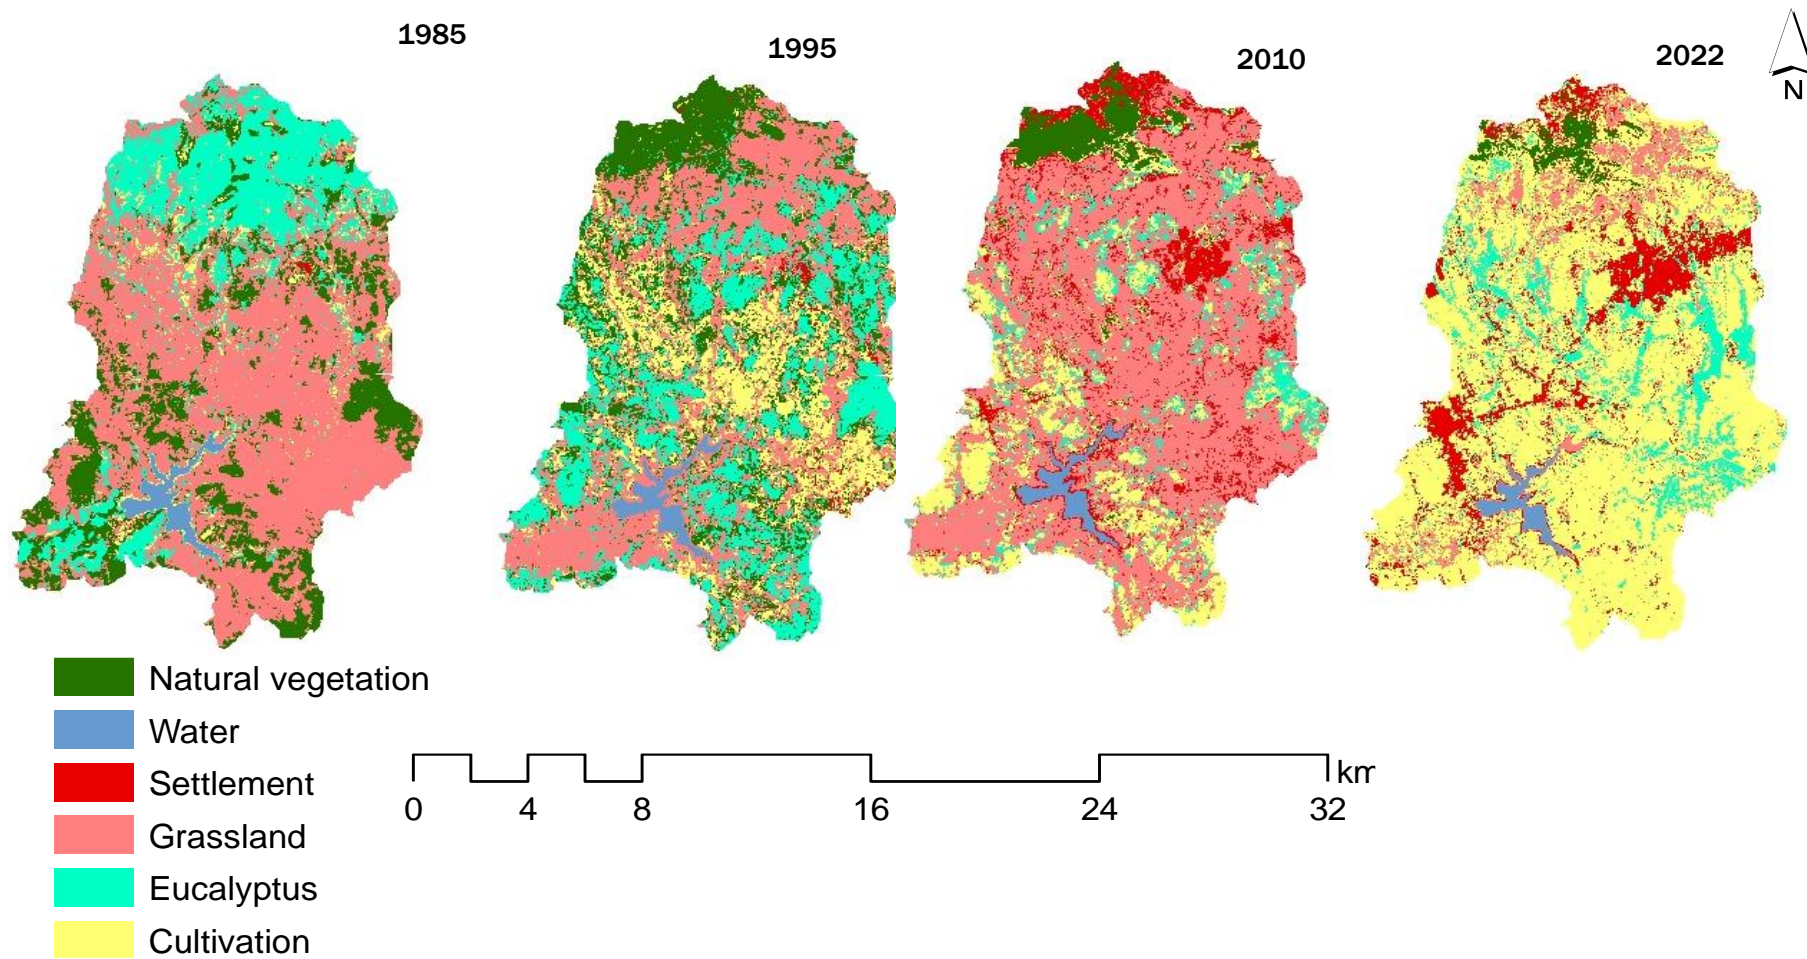 1985
1995
2010
2022
N
Natural vegetation
Water
Settlement
Grassland
Eucalyptus
Cultivation
km
0 4 8 16 24 32